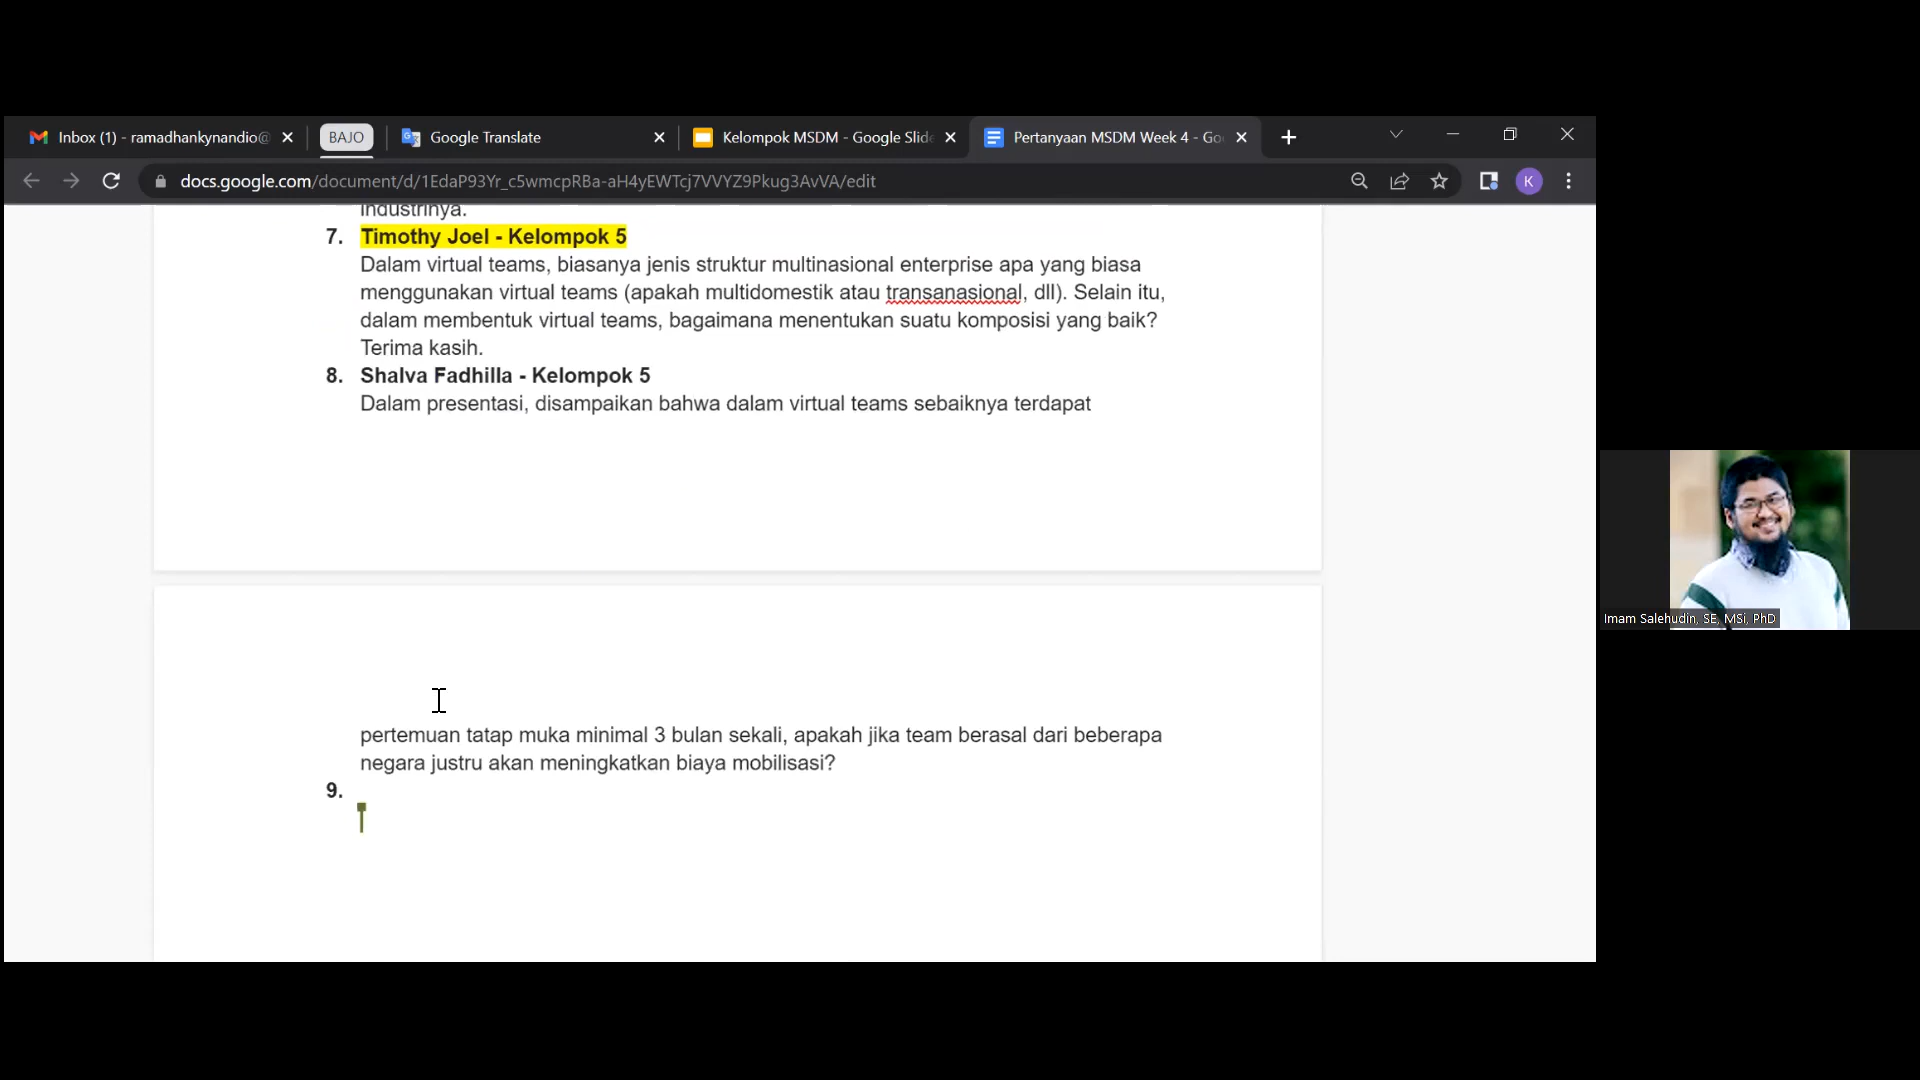 Inbox (1) - ramadhankynandio@
BAJO
Google Translate
Kelompok MSDM - Google Slide
Pertanyaan MSDM Week 4 - Go
docs.google.com/document/d/1EdaP93Yr_c5wmcpRBa-aH4yEWTcj7VVYZ9Pkug3AvVA/edit
K
industrinya.
7. Timothy Joel - Kelompok 5
Dalam virtual teams, biasanya jenis struktur multinasional enterprise apa yang biasa
menggunakan virtual teams (apakah multidomestik atau transanasional, dll). Selain itu,
dalam membentuk virtual teams, bagaimana menentukan suatu komposisi yang baik?
Terima kasih.
8. Shalva Fadhilla - Kelompok 5
Dalam presentasi, disampaikan bahwa dalam virtual teams sebaiknya terdapat
pertemuan tatap muka minimal 3 bulan sekali, apakah jika team berasal dari beberapa
negara justru akan meningkatkan biaya mobilisasi?
9.
Imam Salehudin, SE, MSi, PhD